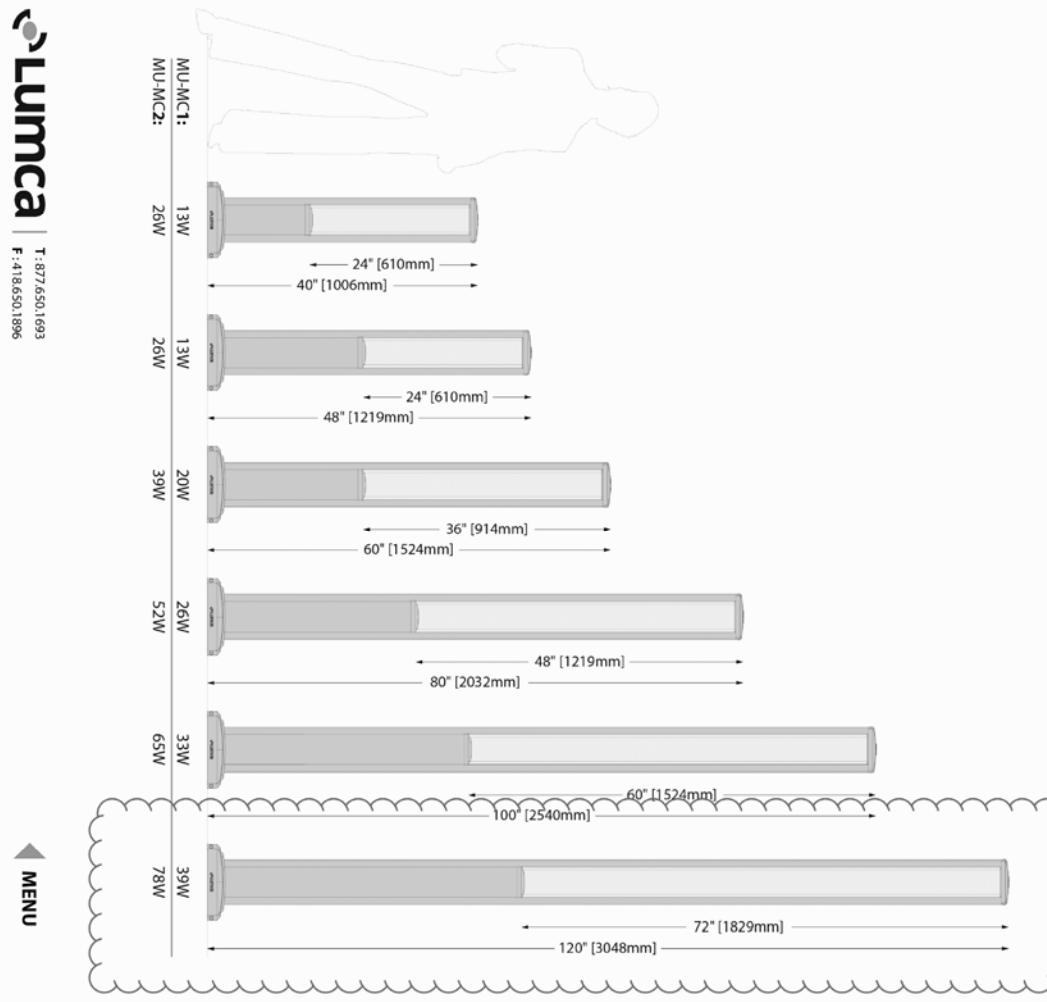 Lumca
T : 877.650.1693
F : 418.650.1896
MENU
MU-MC1::
MU-MC2::
13W
26W
24" [610mm]
40" [1006mm]
13W
26W
24" [610mm]
48" [1219mm]
20W
39W
36" [914mm]
60" [1524mm]
26W
52W
48" [1219mm]
80" [2032mm]
33W
65W
60" [1524mm]
100" [2540mm]
39W
78W
72" [1829mm]
120" [3048mm]